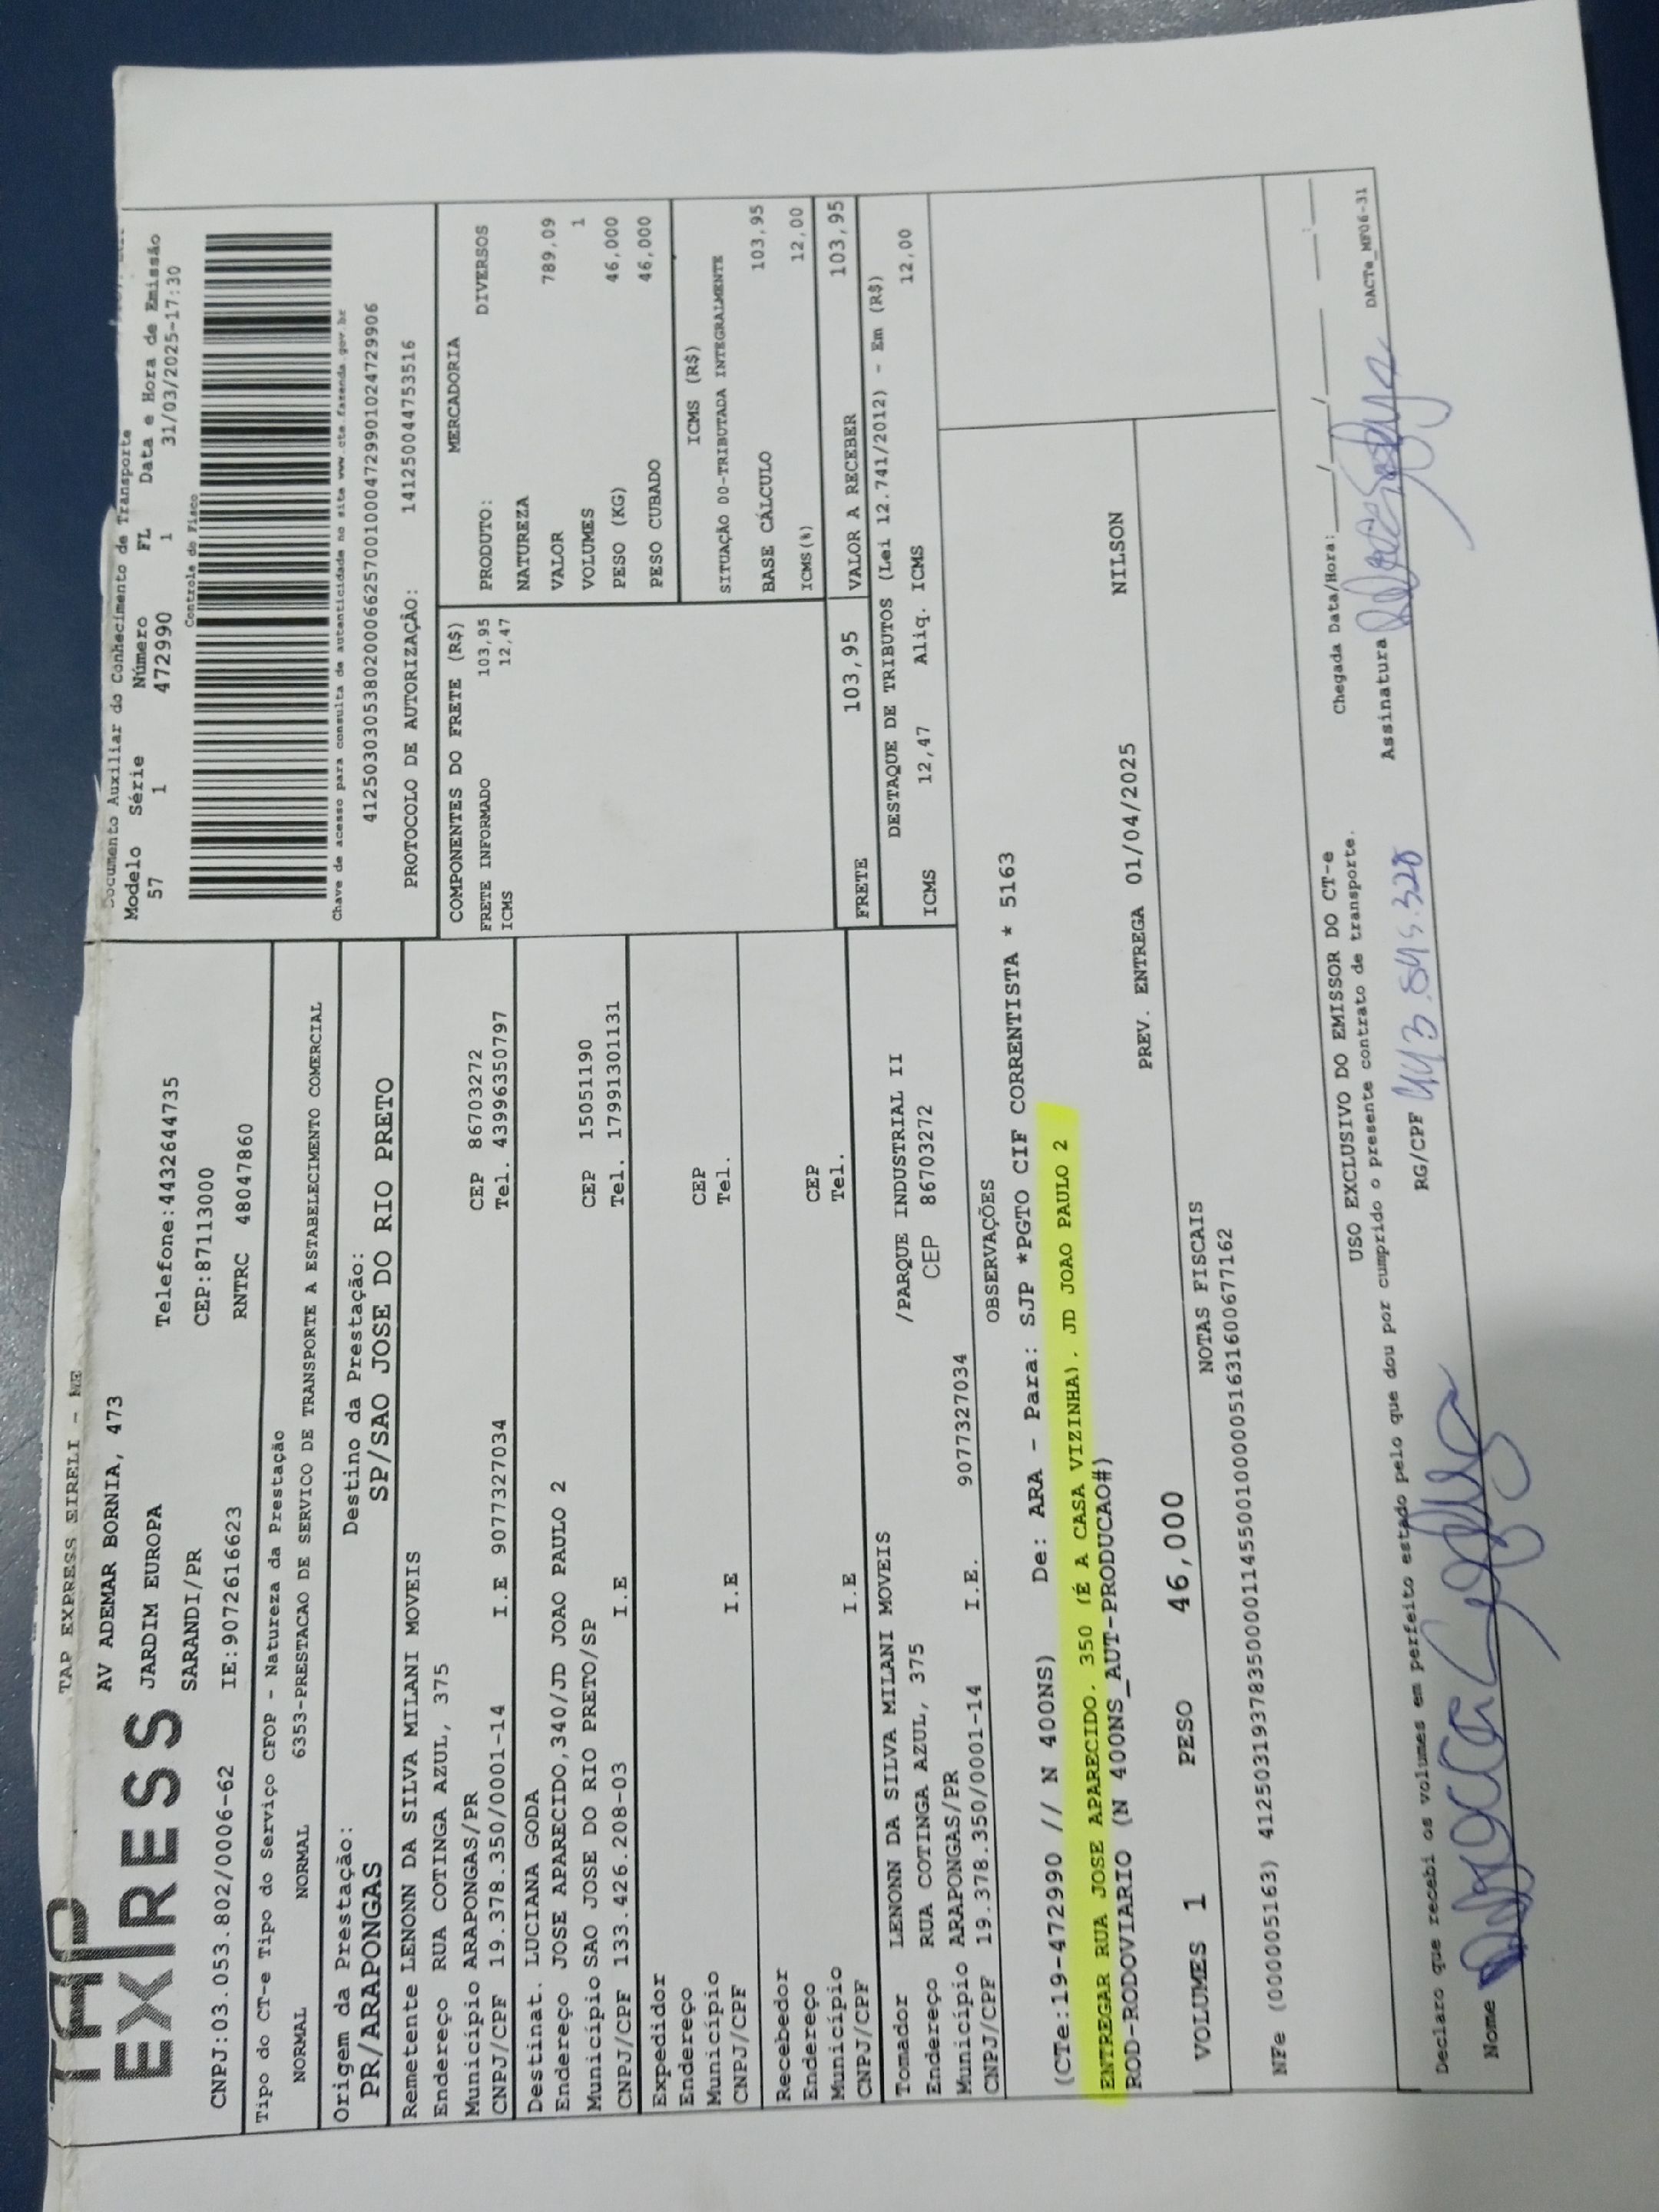 TAP
EXPRESS
TAP EXPRESS EIRELI - ME
AV ADEMAR BORNIA, 473
JARDIM EUROPA
SARANDI/PR
Telefone:4432644735
CEP:87113000
CNPJ:03.053.802/0006-62
IE:9072616623
RNTRC 48047860
Documento Auxiliar do Conhecimento de Transporte
Modelo Série Número FL Data e Hora de Emissão
57 1 472990 1 31/03/2025-17:30
Controle do Fisco
Chave de acesso para consulta de autenticidade no site www.cte.fazenda.gov.br
41250303053802000662570010004729901024729906
PROTOCOLO DE AUTORIZAÇÃO: 141250044753516
Tipo do CT-e Tipo do Serviço CFOP - Natureza da Prestação
NORMAL NORMAL 6353-PRESTACAO DE SERVICO DE TRANSPORTE A ESTABELECIMENTO COMERCIAL
Origem da Prestação: Destino da Prestação:
PR/ARAPONGAS SP/SAO JOSE DO RIO PRETO
Remetente LENONN DA SILVA MILANI MOVEIS
Endereço RUA COTINGA AZUL, 375
Município ARAPONGAS/PR CEP 86703272
CNPJ/CPF 19.378.350/0001-14 I.E 9077327034 Tel. 43996350797
Destinat. LUCIANA GODA
Endereço JOSE APARECIDO,340/JD JOAO PAULO 2
Município SAO JOSE DO RIO PRETO/SP CEP 15051190
CNPJ/CPF 133.426.208-03 I.E Tel. 17991301131
Expedidor
Endereço
Município CEP
CNPJ/CPF I.E Tel.
Recebedor
Endereço
Município CEP
CNPJ/CPF I.E Tel.
COMPONENTES DO FRETE (R$)
FRETE INFORMADO 103,95
ICMS 12,47
MERCADORIA
PRODUTO: DIVERSOS
NATUREZA
VALOR 789,09
VOLUMES 1
PESO (KG) 46,000
PESO CUBADO 46,000
ICMS (R$)
SITUAÇÃO 00-TRIBUTADA INTEGRALMENTE
BASE CÁLCULO 103,95
ICMS(%) 12,00
FRETE 103,95 VALOR A RECEBER 103,95
DESTAQUE DE TRIBUTOS (Lei 12.741/2012) - Em (R$)
ICMS 12,47 Aliq. ICMS 12,00
Tomador LENONN DA SILVA MILANI MOVEIS
Endereço RUA COTINGA AZUL, 375 /PARQUE INDUSTRIAL II
Município ARAPONGAS/PR CEP 86703272
CNPJ/CPF 19.378.350/0001-14 I.E. 9077327034
OBSERVAÇÕES
(CTe:19-472990 // N 400NS) De: ARA - Para: SJP *PGTO CIF CORRENTISTA * 5163
ENTREGAR RUA JOSE APARECIDO. 350 (É A CASA VIZINHA). JD JOAO PAULO 2
ROD-RODOVIARIO (N 400NS_AUT-PRODUCAO#)
PREV. ENTREGA 01/04/2025 NILSON
VOLUMES 1 PESO 46,000
NOTAS FISCAIS
NFe (000005163) 41250319378350000114550010000051631600677162
USO EXCLUSIVO DO EMISSOR DO CT-e
Chegada Data/Hora: __/__/__ __:__
Declaro que recebi os volumes em perfeito estado pelo que dou por cumprido o presente contrato de transporte.
Nome RG/CPF Assinatura
DACTe_MF06-31